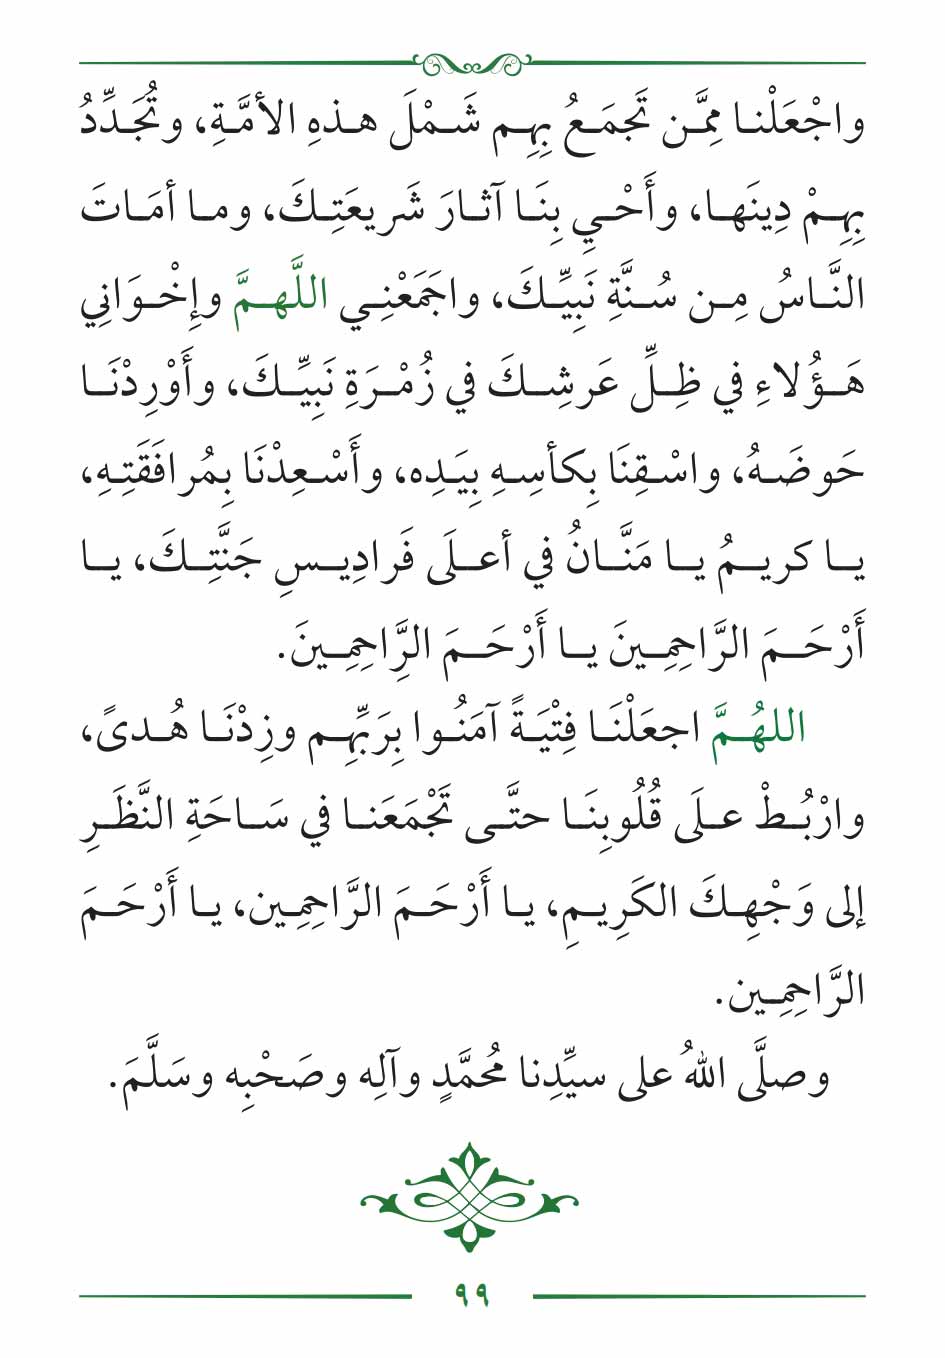 واجْعَلْنا مِمَّن تَجمَعُ بِهِم شَمْلَ هذهِ الأمَّةِ، وتُجَدِّدُ
بِهِمْ دِينَها، وأَحْيِ بِنَا آثارَ شَريعَتِكَ، وما أمَاتَ
النَّاسُ مِن سُنَّةِ نَبِيِّكَ، واجَمَعْنِي اللَّهمَّ وإِخْوَانِي
هَؤُلاءِ في ظِلِّ عَرشِكَ في زُمْرَةِ نَبِيِّكَ، وأَوْرِدْنَا
حَوضَهُ، واسْقِنَا بِكأسِهِ بِيَدِه، وأَسْعِدْنَا بِمُرافَقَتِهِ،
يا كريمُ يا مَنَّانُ في أعلَى فَرادِيسِ جَنَّتِكَ، يا
أَرْحَمَ الرَّاحِمِينَ يا أَرْحَمَ الرِّاحِمِينَ.
اللهُمَّ اجعَلْنَا فِتْيَةً آمَنُوا بِرَبِّهِم وزِدْنَا هُدىً،
وارْبُطْ علَى قُلُوبِنَا حتَّى تَجْمَعَنا في سَاحَةِ النَّظَرِ
إلى وَجْهِكَ الكَرِيمِ، يا أَرْحَمَ الرَّاحِمِين، يا أَرْحَمَ
الرَّاحِمِين.
وصلَّى اللهُ على سيِّدِنا مُحمَّدٍ وآلِه وصَحْبِه وسَلَّمَ.
٩٩